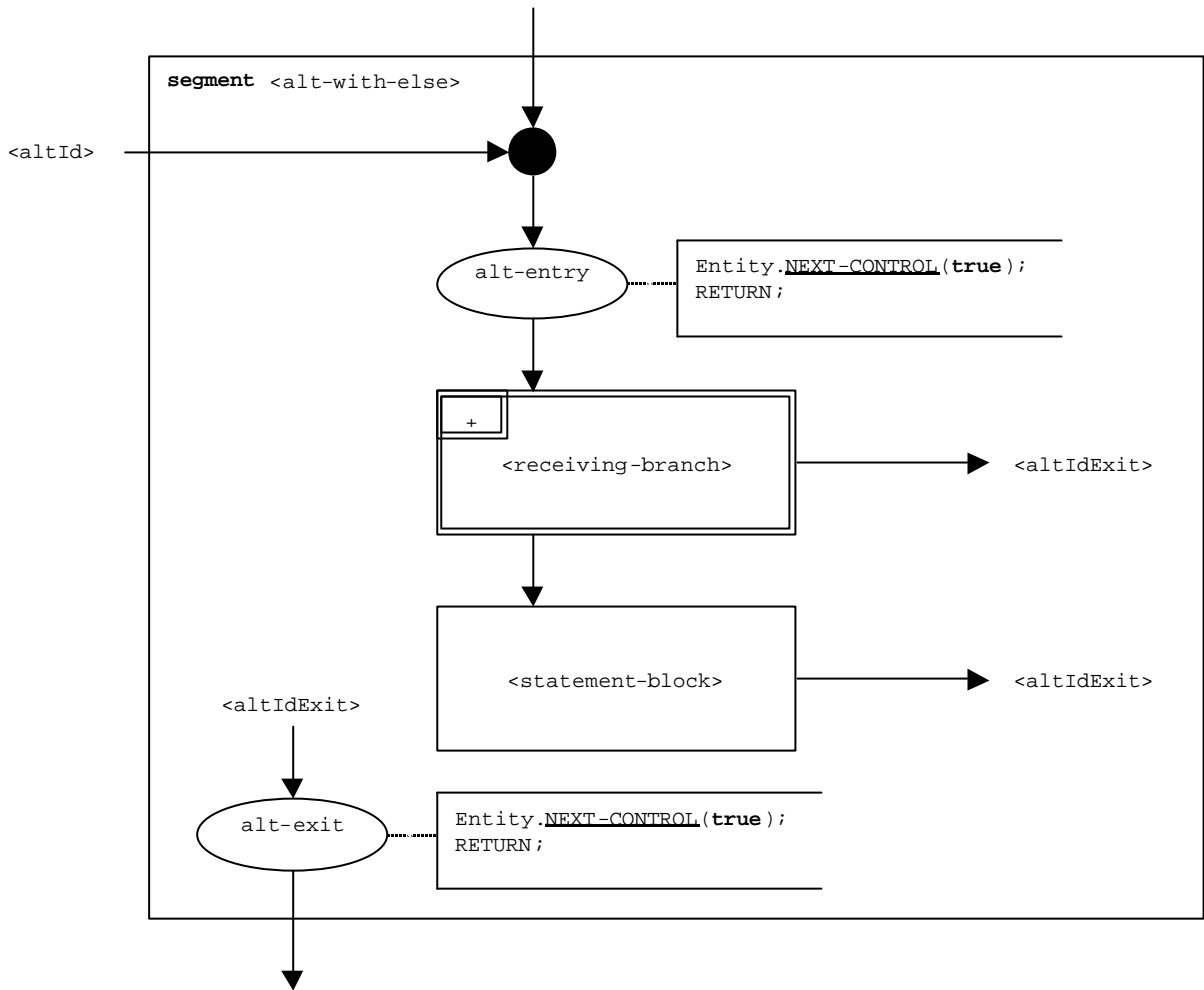 segment <alt-with-else>
<altId>
alt-entry
Entity.NEXT-CONTROL(true);
RETURN;
+
<receiving-branch>
<altIdExit>
<statement-block>
<altIdExit>
<altIdExit>
alt-exit
Entity.NEXT-CONTROL(true);
RETURN;